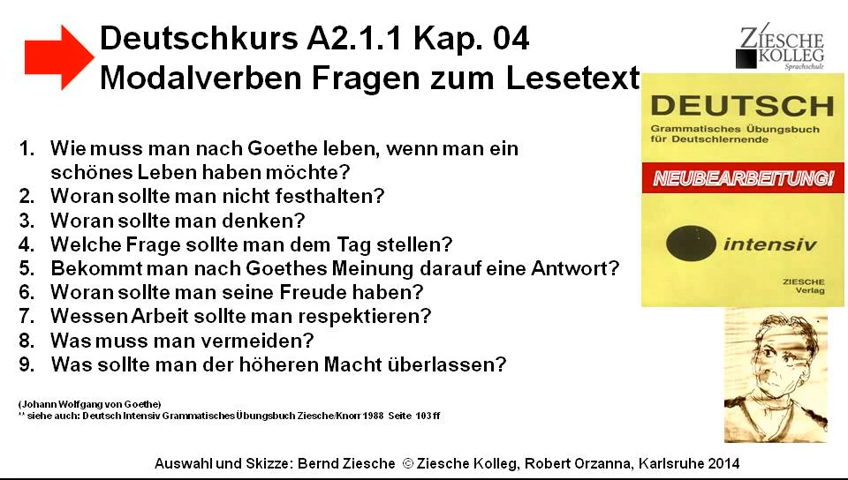 Deutschkurs A2.1.1 Kap. 04
Modalverben Fragen zum Lesetext
ZIESCHE
KOLLEG
Sprachschule
1. Wie muss man nach Goethe leben, wenn man ein
schönes Leben haben möchte?
2. Woran sollte man nicht festhalten?
3. Woran sollte man denken?
4. Welche Frage sollte man dem Tag stellen?
5. Bekommt man nach Goethes Meinung darauf eine Antwort?
6. Woran sollte man seine Freude haben?
7. Wessen Arbeit sollte man respektieren?
8. Was muss man vermeiden?
9. Was sollte man der höheren Macht überlassen?
DEUTSCH
Grammatisches Übungsbuch
für Deutschlernende
NEUBEARBEITUNG!
intensiv
ZIESCHE
Verlag
(Johann Wolfgang von Goethe)
** siehe auch: Deutsch Intensiv Grammatisches Übungsbuch Ziesche/Knorr 1988 Seite 103 ff
Auswahl und Skizze: Bernd Ziesche © Ziesche Kolleg, Robert Orzanna, Karlsruhe 2014